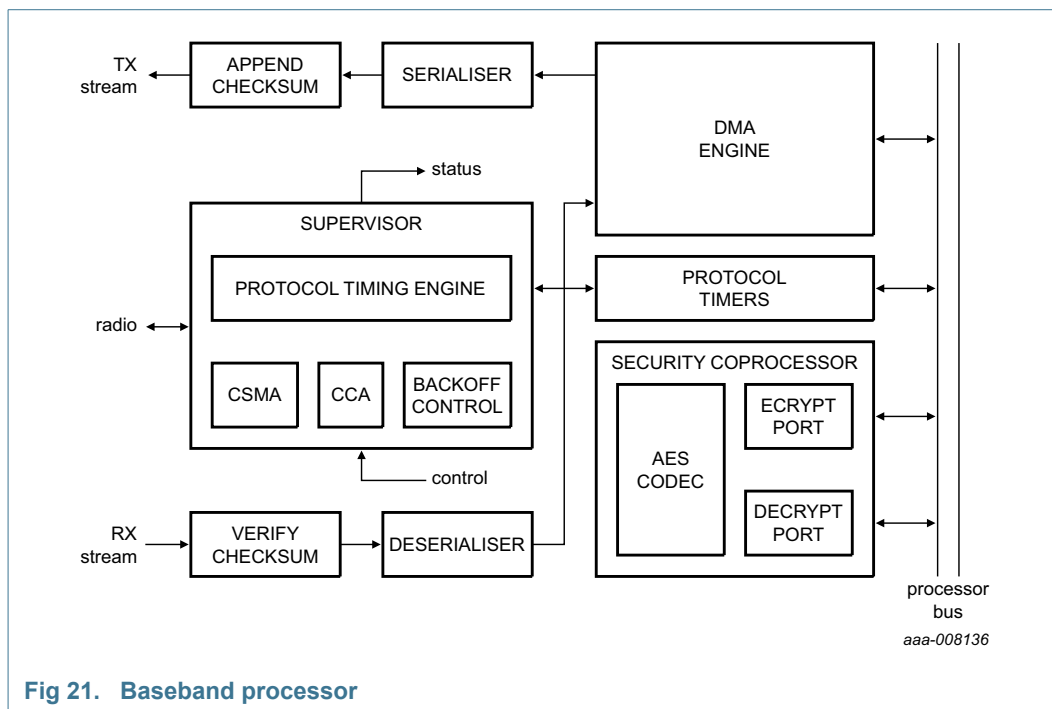 TX
stream
APPEND
CHECKSUM
SERIALISER
DMA
ENGINE
status
SUPERVISOR
PROTOCOL TIMING ENGINE
PROTOCOL
TIMERS
radio
CSMA
CCA
BACKOFF
CONTROL
SECURITY COPROCESSOR
AES
CODEC
ECRYPT
PORT
DECRYPT
PORT
control
RX
stream
VERIFY
CHECKSUM
DESERIALISER
processor
bus
aaa-008136
Fig 21. Baseband processor